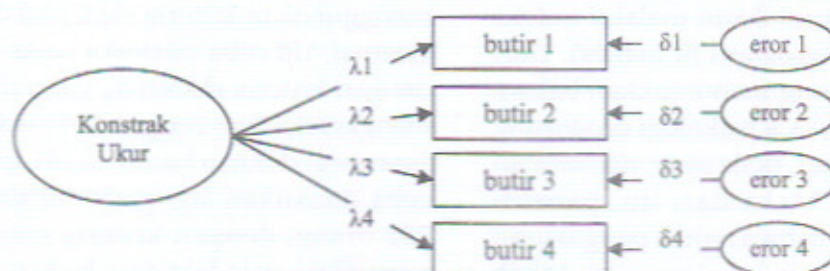 butir 1
δ1
eror 1
λ1
butir 2
δ2
eror 2
λ2
Konstrak
Ukur
butir 3
δ3
eror 3
λ3
butir 4
δ4
eror 4
λ4